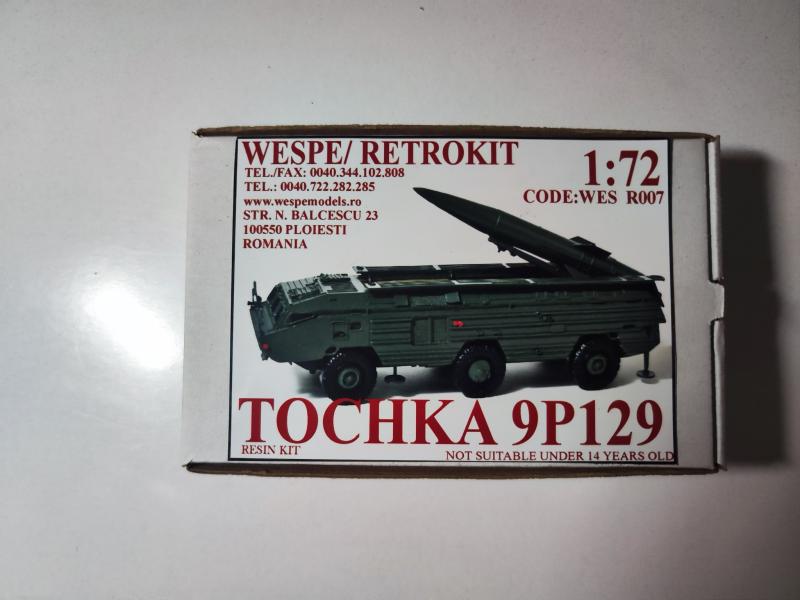 WESPE/ RETROKIT
TEL./FAX: 0040.344.102.808
TEL.: 0040.722.282.285
www.wespemodels.ro
STR. N. BALCESCU 23
100550 PLOIESTI
ROMANIA
1:72
CODE:WES R007
TOCHKA 9P129
RESIN KIT
NOT SUITABLE UNDER 14 YEARS OLD